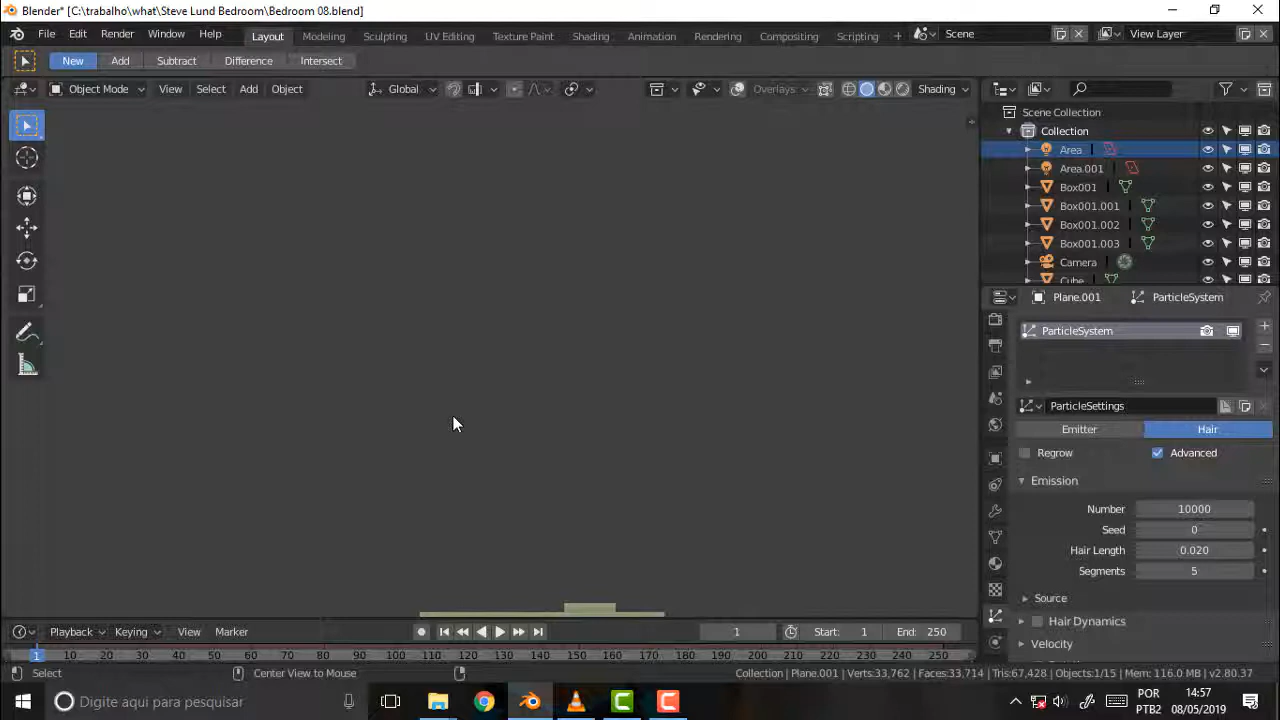 Blender* [C:\trabalho\what\Steve Lund Bedroom\Bedroom 08.blend]
File Edit Render Window Help Layout Modeling Sculpting UV Editing Texture Paint Shading Animation Rendering Compositing Scripting + Scene View Layer
New Add Subtract Difference Intersect
Object Mode View Select Add Object Global Overlays Shading
Scene Collection
Collection
Area
Area.001
Box001
Box001.001
Box001.002
Box001.003
Camera
Cube
Plane.001 ParticleSystem
ParticleSystem
ParticleSettings
Emitter Hair
Regrow Advanced
Emission
Number 10000
Seed 0
Hair Length 0.020
Segments 5
Source
Hair Dynamics
Velocity
Playback Keying View Marker 1 Start: 1 End: 250
1 10 20 30 40 50 60 70 80 90 100 110 120 130 140 150 160 170 180 190 200 210 220 230 240 250
Select Center View to Mouse Collection | Plane.001 | Verts:33,762 | Faces:33,714 | Tris:67,428 | Objects:1/15 | Mem: 116.0 MB | v2.80.37
Digite aqui para pesquisar
POR
PTB2
14:57
08/05/2019